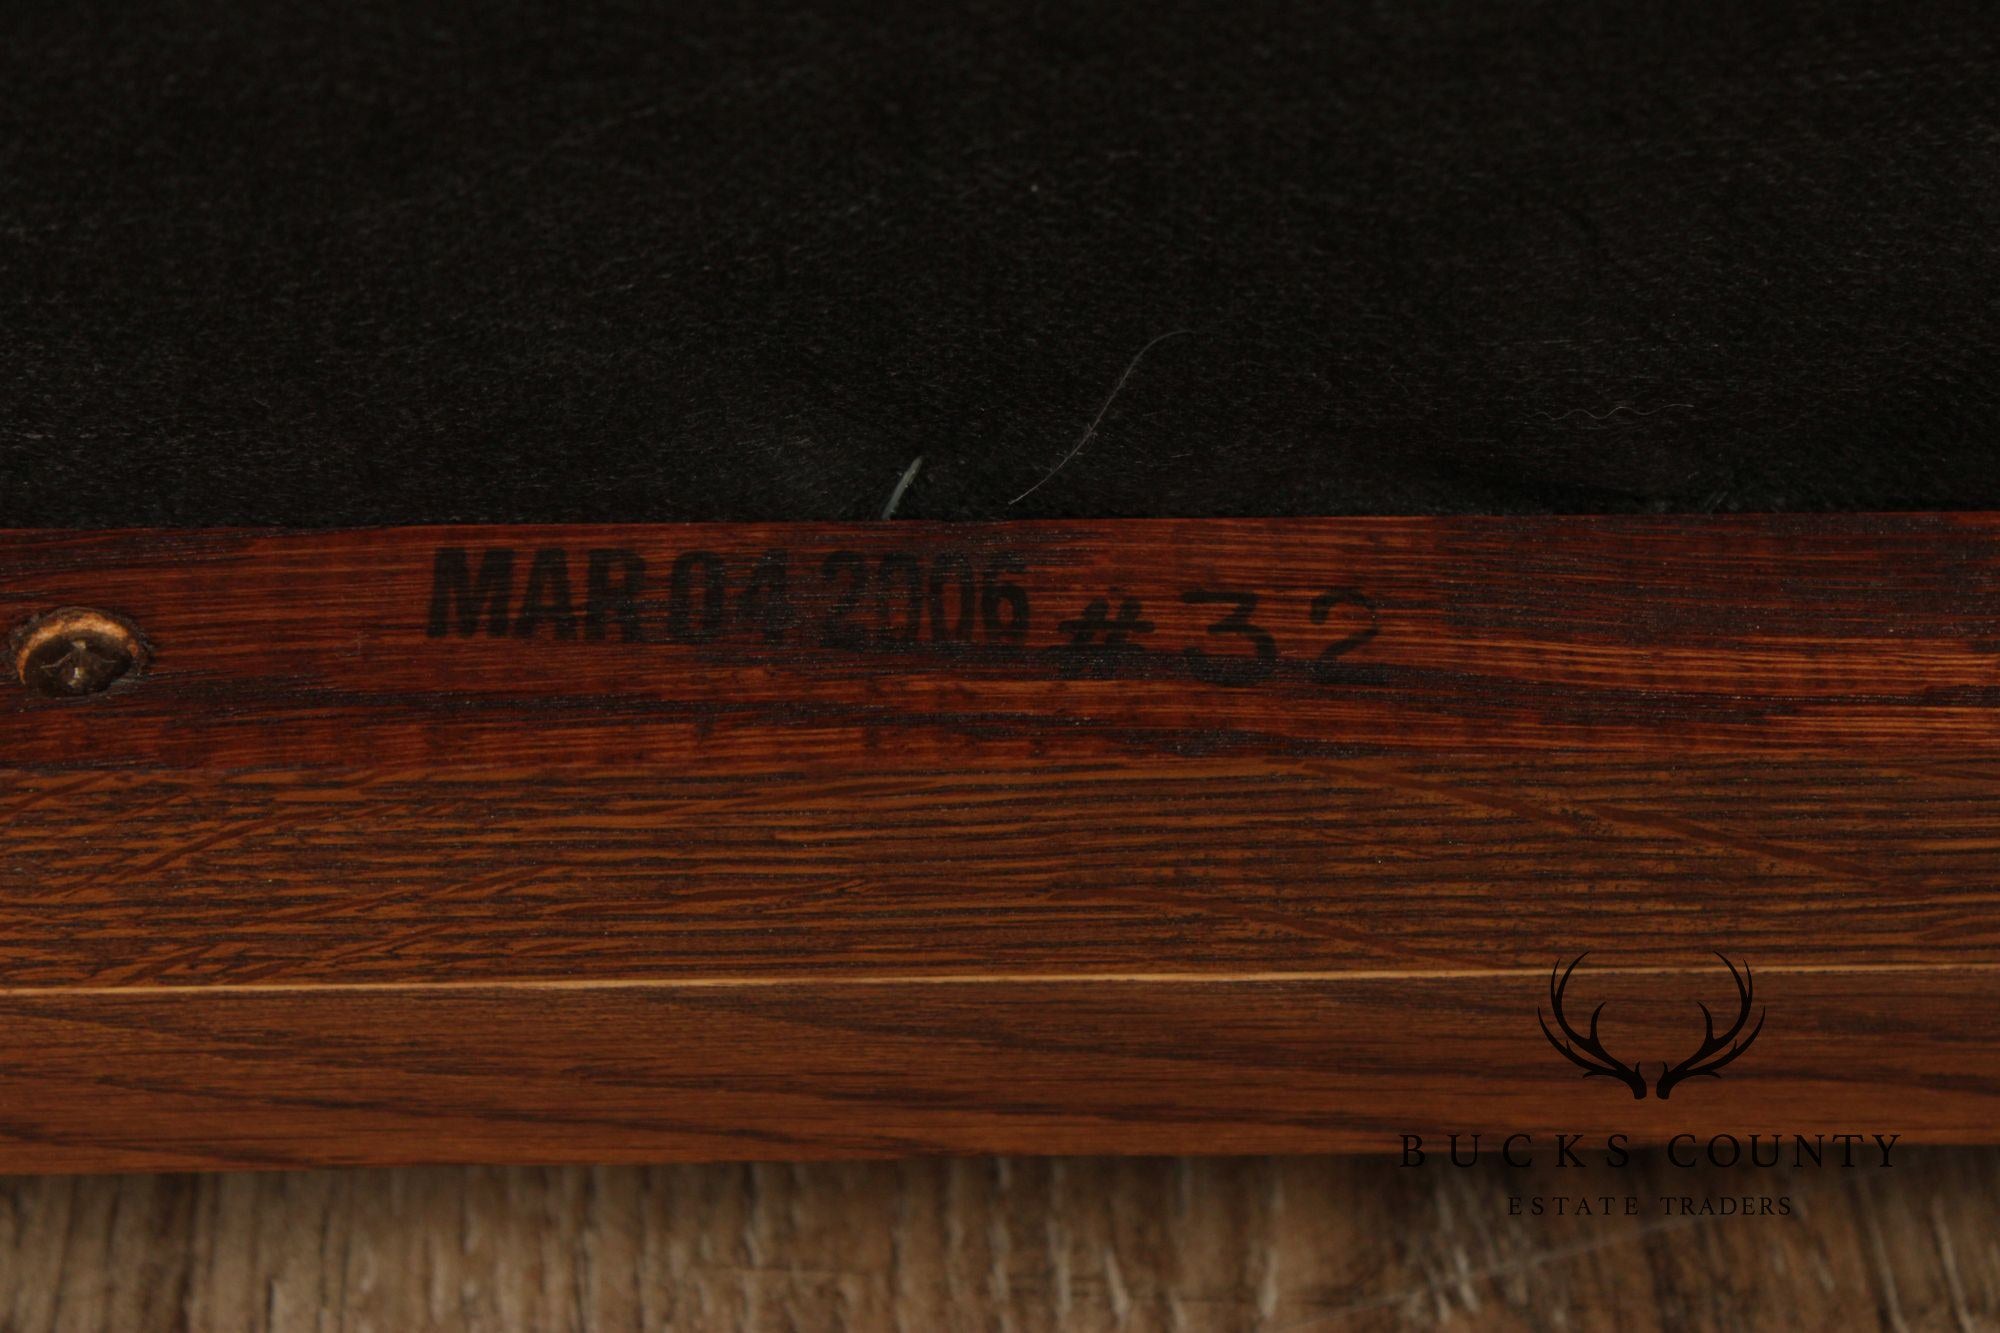 MAR 04 2006 #32
BUCKS COUNTY
ESTATE TRADERS